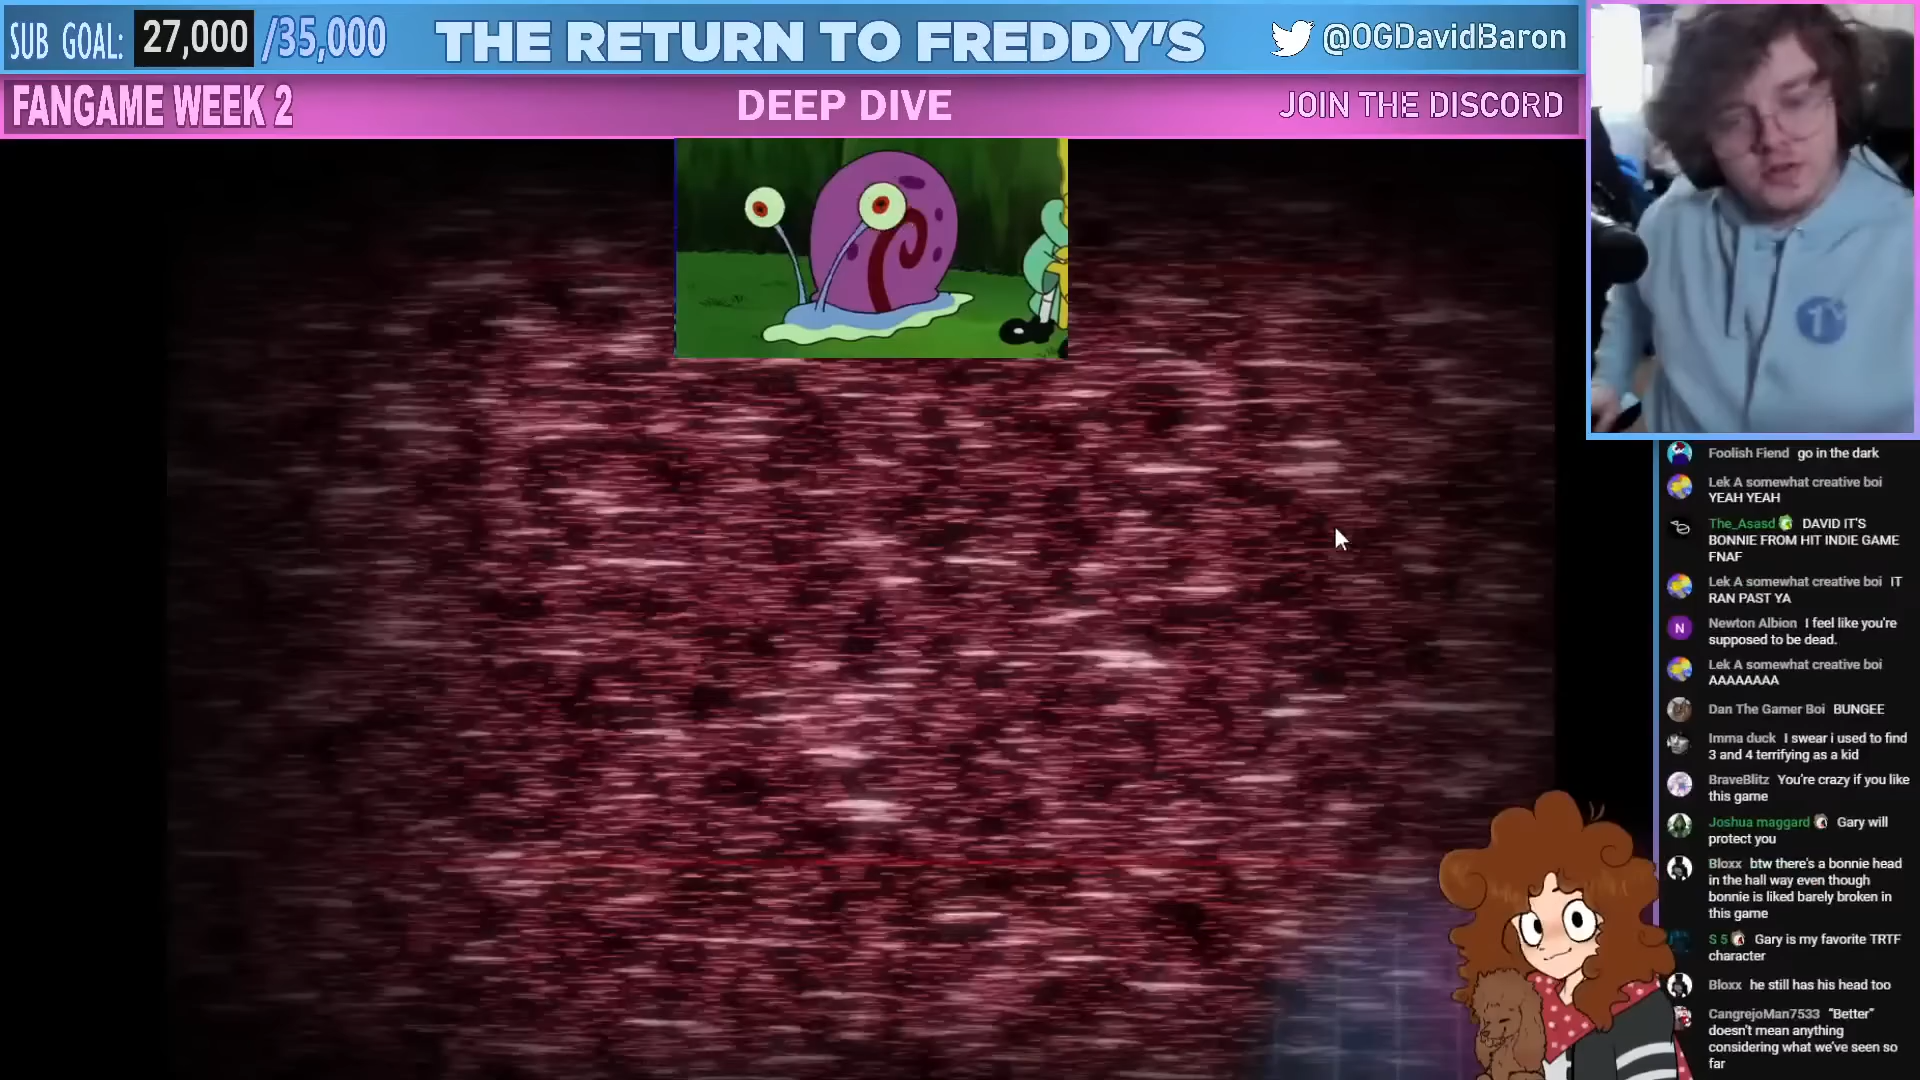 SUB GOAL: 27,000 /35,000
THE RETURN TO FREDDY'S
@OGDavidBaron
FANGAME WEEK 2
DEEP DIVE
JOIN THE DISCORD
Foolish Fiend go in the dark
Lek A somewhat creative boi
YEAH YEAH
The_Asasd DAVID IT'S
BONNIE FROM HIT INDIE GAME
FNAF
Lek A somewhat creative boi IT
RAN PAST YA
N
Newton Albion I feel like you're
supposed to be dead.
Lek A somewhat creative boi
AAAAAAAA
Dan The Gamer Boi BUNGEE
Imma duck I swear i used to find
3 and 4 terrifying as a kid
BraveBlitz You're crazy if you like
this game
Joshua maggard Gary will
protect you
Bloxx btw there's a bonnie head
in the hall way even though
bonnie is liked barely broken in
this game
S 5 Gary is my favorite TRTF
character
Bloxx he still has his head too
CangrejoMan7533 “Better”
doesn't mean anything
considering what we've seen so
far